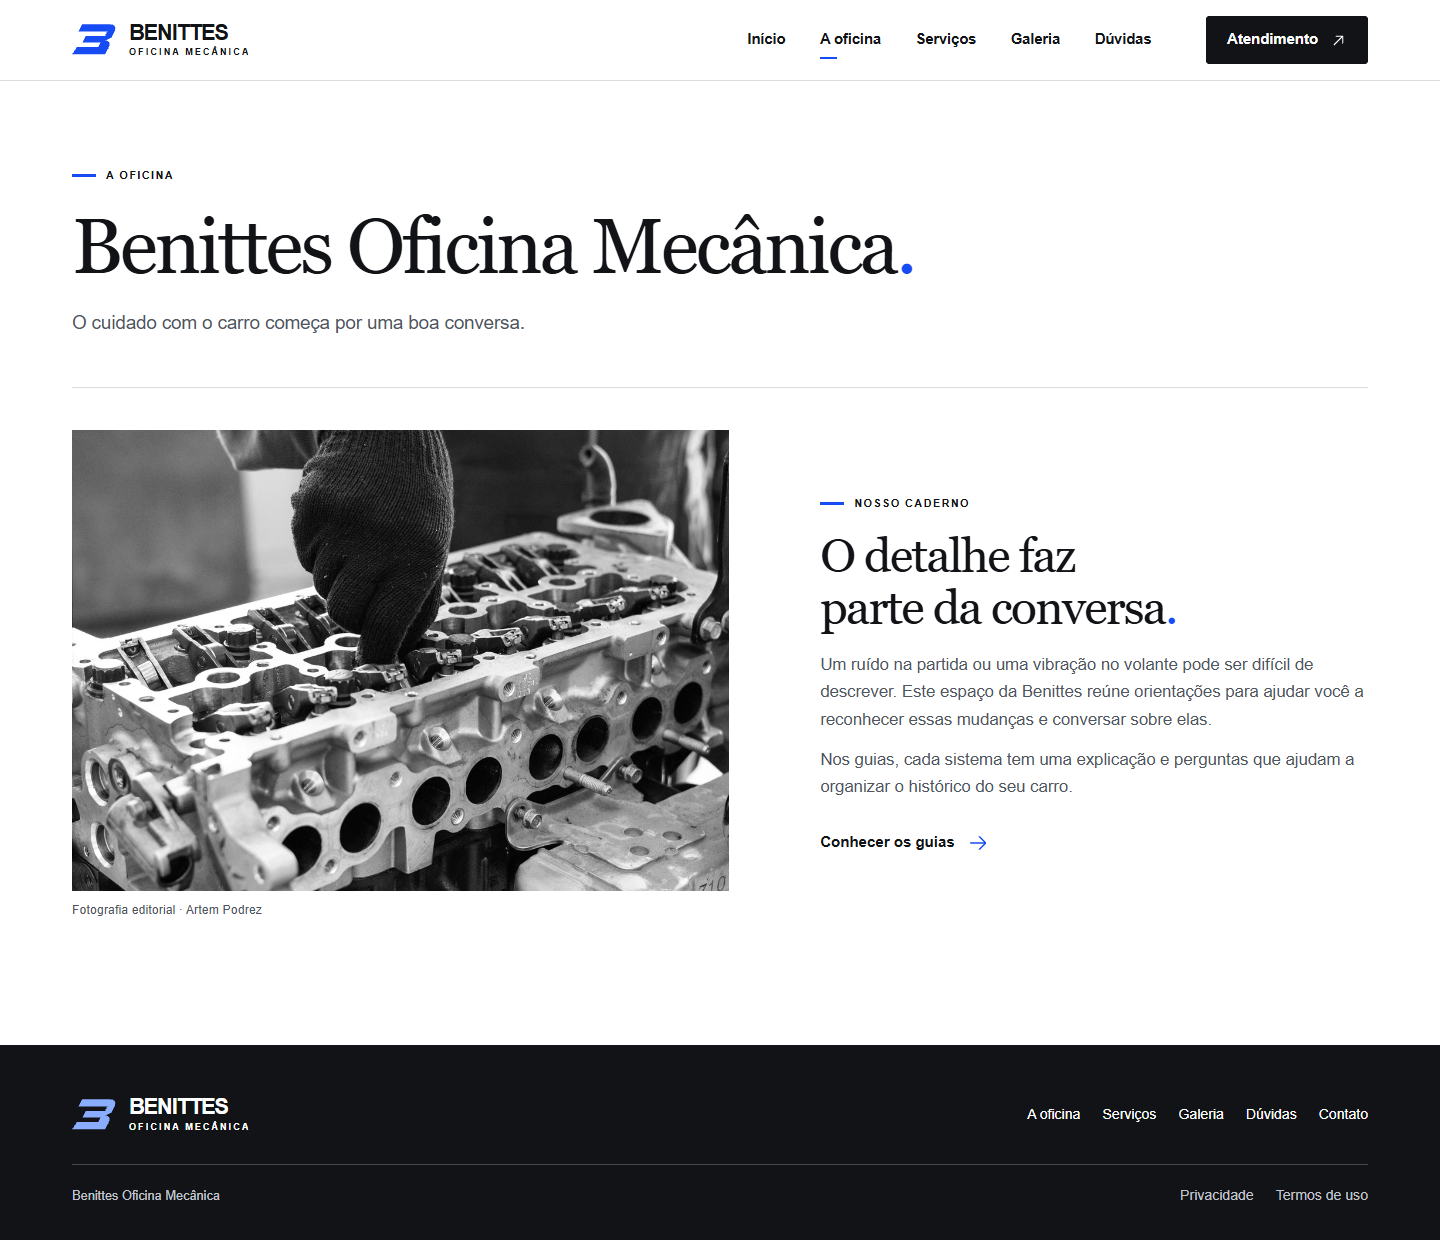 BENITTES
OFICINA MECÂNICA
Início A oficina Serviços Galeria Dúvidas Atendimento
A OFICINA
Benittes Oficina Mecânica.
O cuidado com o carro começa por uma boa conversa.
NOSSO CADERNO
O detalhe faz
parte da conversa.
Um ruído na partida ou uma vibração no volante pode ser difícil de
descrever. Este espaço da Benittes reúne orientações para ajudar você a
reconhecer essas mudanças e conversar sobre elas.
Nos guias, cada sistema tem uma explicação e perguntas que ajudam a
organizar o histórico do seu carro.
Conhecer os guias
1710
Fotografia editorial · Artem Podrez
BENITTES
OFICINA MECÂNICA
A oficina Serviços Galeria Dúvidas Contato
Benittes Oficina Mecânica
Privacidade Termos de uso